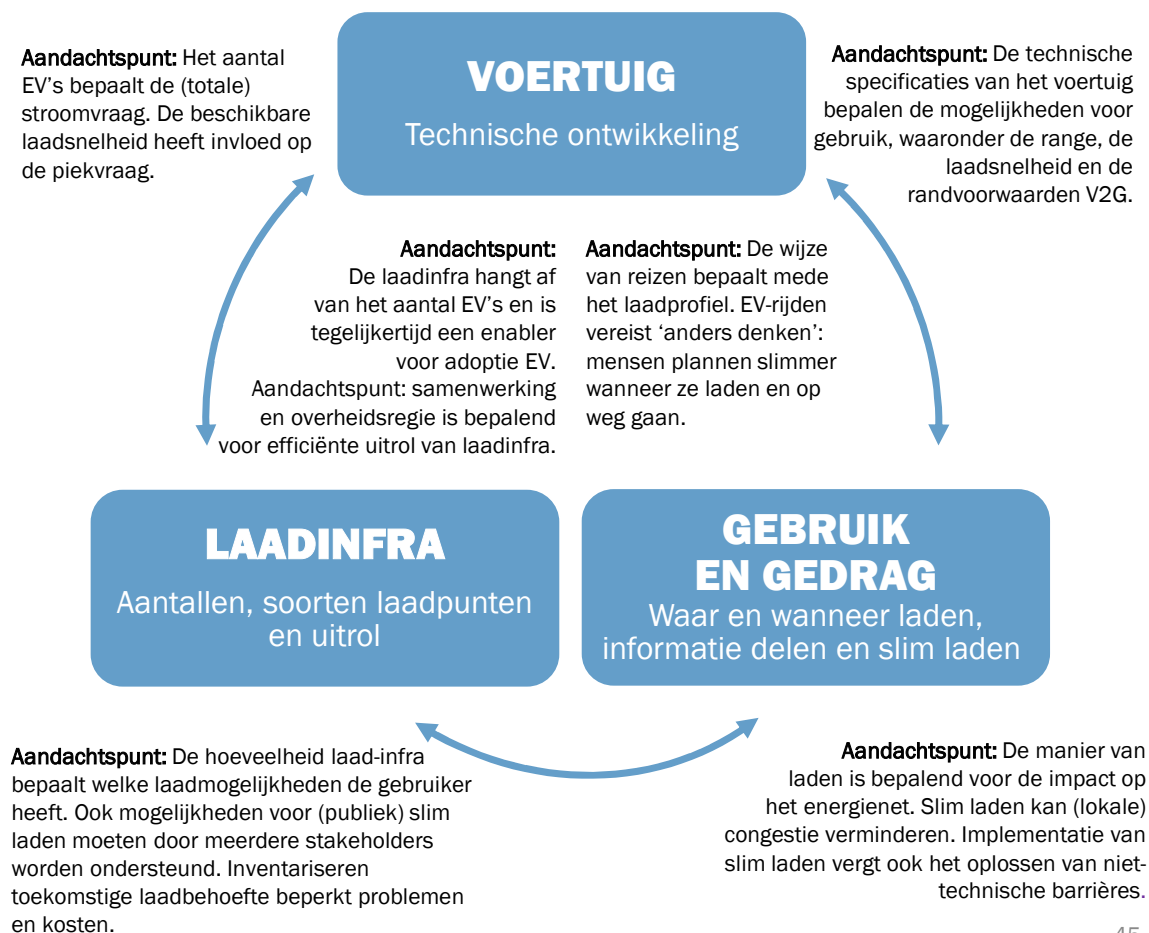 Aandachtspunt: Het aantal
EV's bepaalt de (totale)
stroomvraag. De beschikbare
laadsnelheid heeft invloed op
de piekvraag.
VOERTUIG
Technische ontwikkeling
Aandachtspunt: De technische
specificaties van het voertuig
bepalen de mogelijkheden voor
gebruik, waaronder de range, de
laadsnelheid en de
randvoorwaarden V2G.
Aandachtspunt:
De laadinfra hangt af
van het aantal EV's en is
tegelijkertijd een enabler
voor adoptie EV.
Aandachtspunt: samenwerking
en overheidsregie is bepalend
voor efficiënte uitrol van laadinfra.
Aandachtspunt: De wijze
van reizen bepaalt mede
het laadprofiel. EV-rijden
vereist ‘anders denken’:
mensen plannen slimmer
wanneer ze laden en op
weg gaan.
LAADINFRA
Aantallen, soorten laadpunten
en uitrol
GEBRUIK
EN GEDRAG
Waar en wanneer laden,
informatie delen en slim laden
Aandachtspunt: De hoeveelheid laad-infra
bepaalt welke laadmogelijkheden de gebruiker
heeft. Ook mogelijkheden voor (publiek) slim
laden moeten door meerdere stakeholders
worden ondersteund. Inventariseren
toekomstige laadbehoefte beperkt problemen
en kosten.
Aandachtspunt: De manier van
laden is bepalend voor de impact op
het energienet. Slim laden kan (lokale)
congestie verminderen. Implementatie van
slim laden vergt ook het oplossen van niet-
technische barrières.